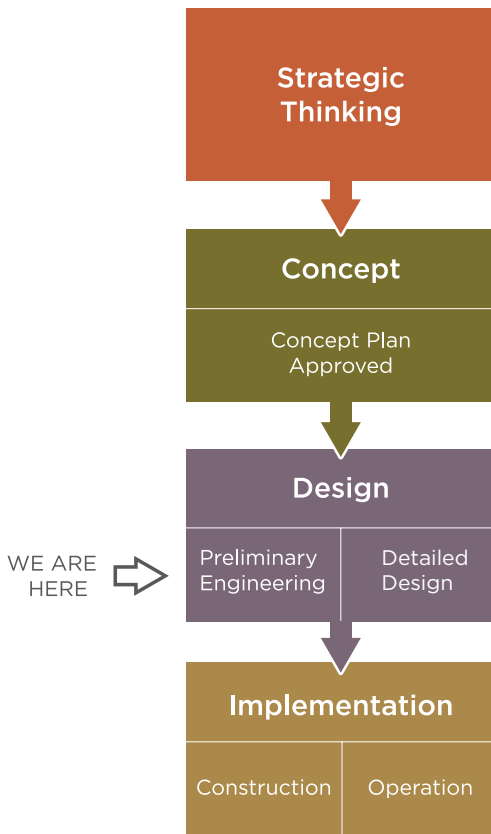 Strategic
Thinking
Concept
Concept Plan
Approved
Design
WE ARE
HERE
Preliminary
Engineering
Detailed
Design
Implementation
Construction
Operation